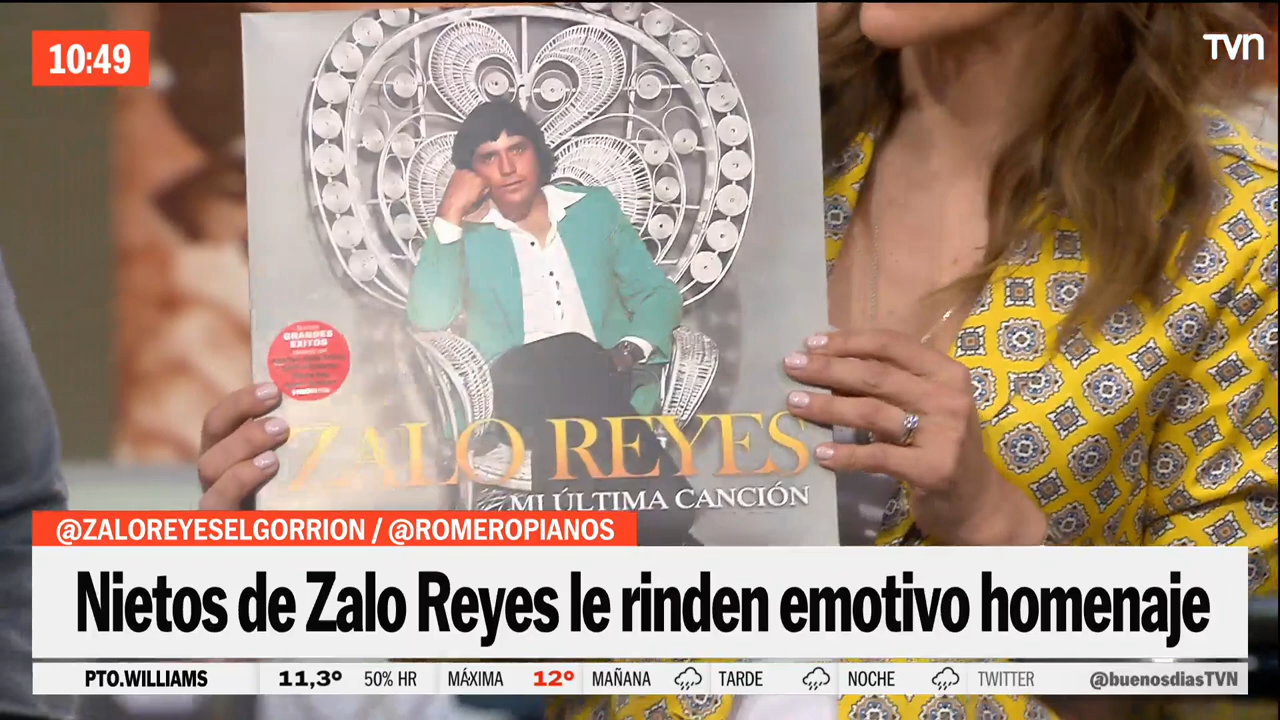 10:49
TVN
GRANDES
EXITOS
ZALO REYES
MI ÚLTIMA CANCIÓN
@ZALOREYESELGORRION / @ROMEROPIANOS
Nietos de Zalo Reyes le rinden emotivo homenaje
PTO.WILLIAMS 11,3° 50% HR MÁXIMA 12° MAÑANA TARDE NOCHE TWITTER @buenosdiasTVN